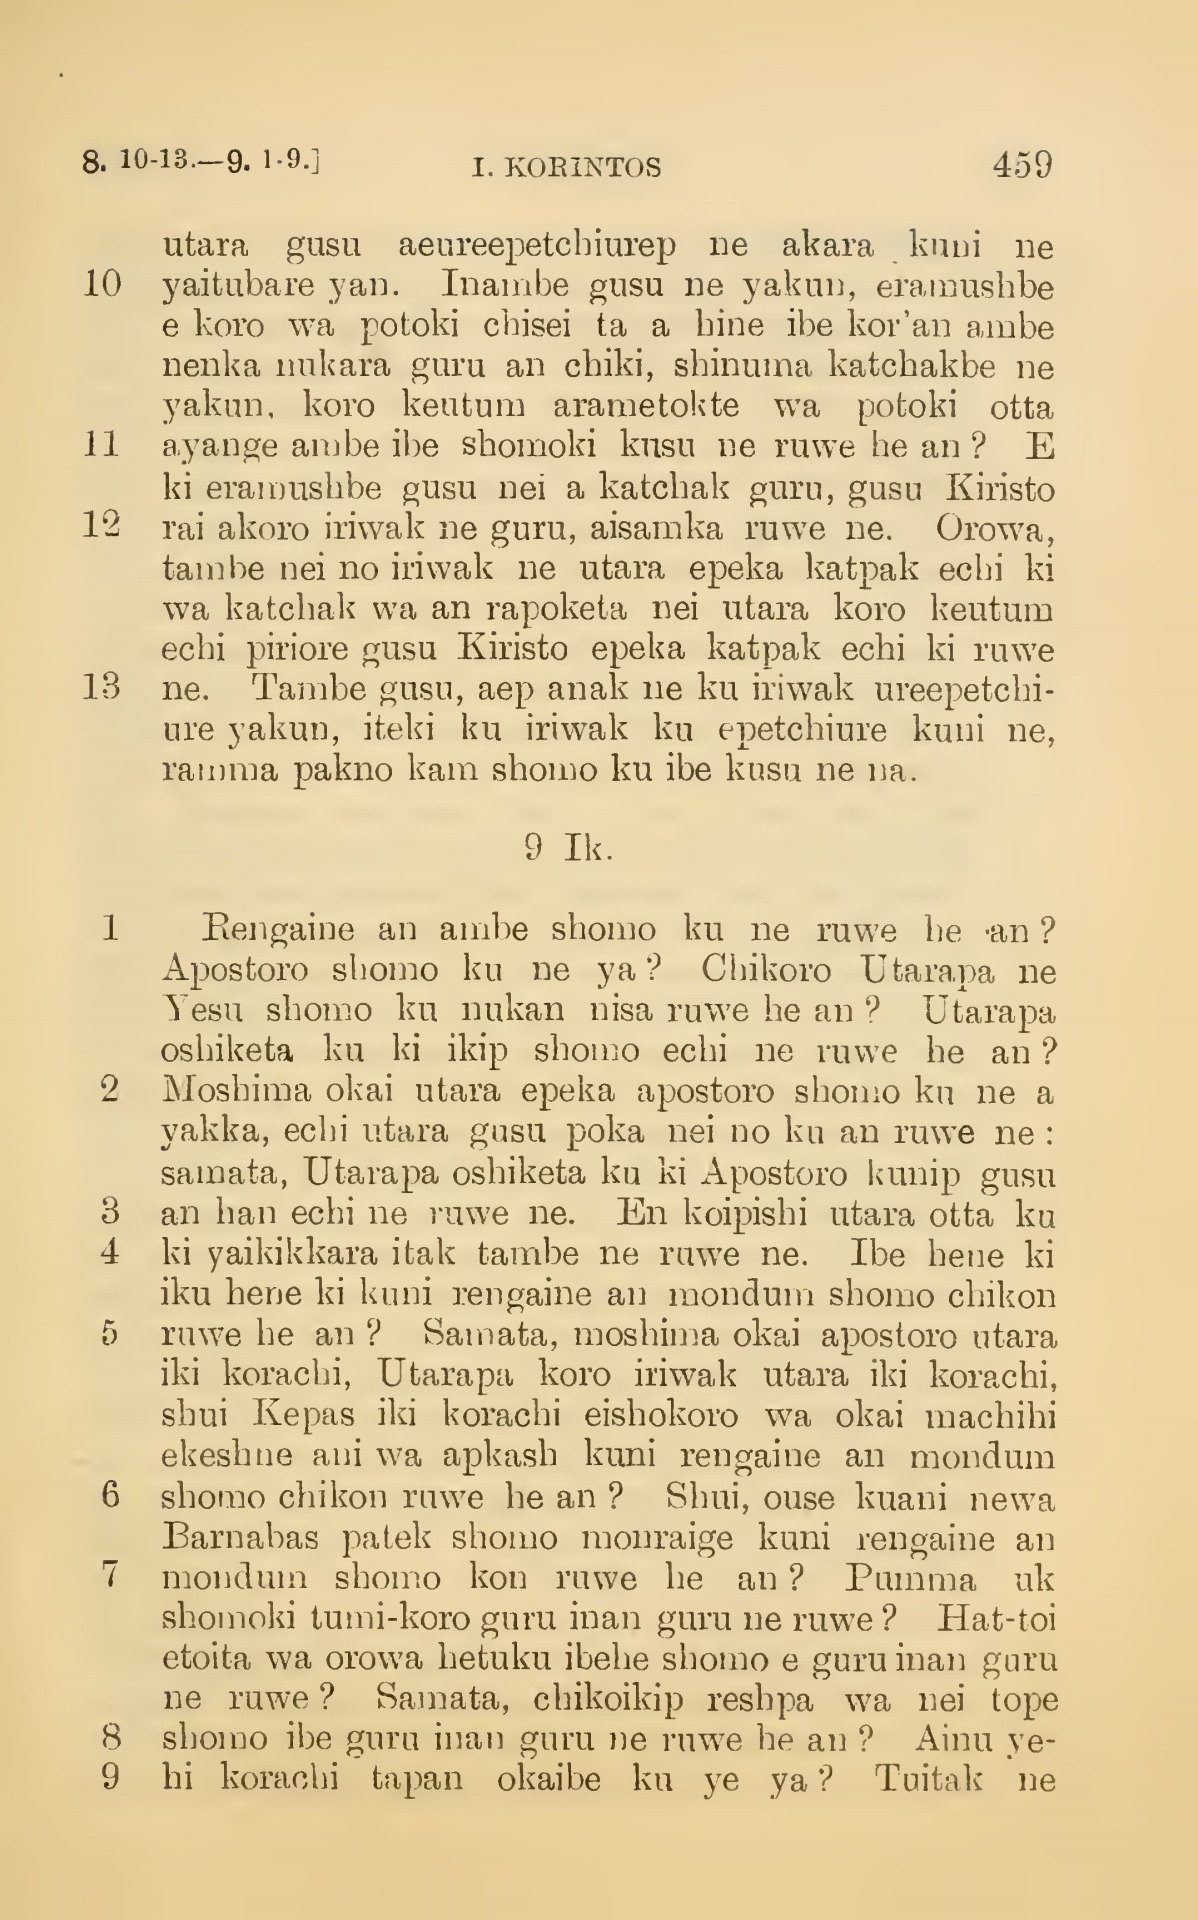 8. 10-13.—9. 1-9.] I. KORINTOS 459
utara gusu aeureepetchiurep ne akara kuni ne
10 yaitubare yan. Inambe gusu ne yakun, eramushbe
e koro wa potoki chisei ta a hine ibe kor'an ambe
nenka nukara guru an chiki, shinuma katchakbe ne
yakun, koro keutum arametokte wa potoki otta
11 ayange ambe ibe shomoki kusu ne ruwe he an? E
ki eramushbe gusu nei a katchak guru, gusu Kiristo
12 rai akoro iriwak ne guru, aisamka ruwe ne. Orowa,
tambe nei no iriwak ne utara epeka katpak echi ki
wa katchak wa an rapoketa nei utara koro keutum
echi piriore gusu Kiristo epeka katpak echi ki ruwe
13 ne. Tambe gusu, aep anak ne ku iriwak ureepetchi-
ure yakun, iteki ku iriwak ku epetchiure kuni ne,
ramma pakno kam shomo ku ibe kusu ne na.
9 Ik.
1 Rengaine an ambe shomo ku ne ruwe he an?
Apostoro shomo ku ne ya? Chikoro Utarapa ne
Yesu shomo ku nukan nisa ruwe he an? Utarapa
oshiketa ku ki ikip shomo echi ne ruwe he an?
2 Moshima okai utara epeka apostoro shomo ku ne a
yakka, echi utara gusu poka nei no ku an ruwe ne:
samata, Utarapa oshiketa ku ki Apostoro kunip gusu
3 an han echi ne ruwe ne. En koipishi utara otta ku
4 ki yaikikkara itak tambe ne ruwe ne. Ibe hene ki
iku hene ki kuni rengaine an mondum shomo chikon
5 ruwe he an? Samata, moshima okai apostoro utara
iki korachi, Utarapa koro iriwak utara iki korachi,
shui Kepas iki korachi eishokoro wa okai machihi
ekeshne ani wa apkash kuni rengaine an mondum
6 shomo chikon ruwe he an? Shui, ouse kuani newa
Barnabas patek shomo monraige kuni rengaine an
7 mondum shomo kon ruwe he an? Pumma uk
shomoki tumi-koro guru inan guru ne ruwe? Hat-toi
etoita wa orowa hetuku ibehe shomo e guru inan guru
ne ruwe? Samata, chikoikip reshpa wa nei tope
8 shomo ibe guru inan guru ne ruwe he an? Ainu ye-
9 hi korachi tapan okaibe ku ye ya? Tuitak ne